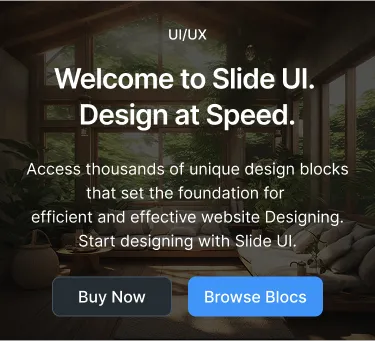 UI/UX
Welcome to Slide UI.
Design at Speed.
Access thousands of unique design blocks
that set the foundation for
efficient and effective website Designing.
Start designing with Slide UI.
Buy Now
Browse Blocs